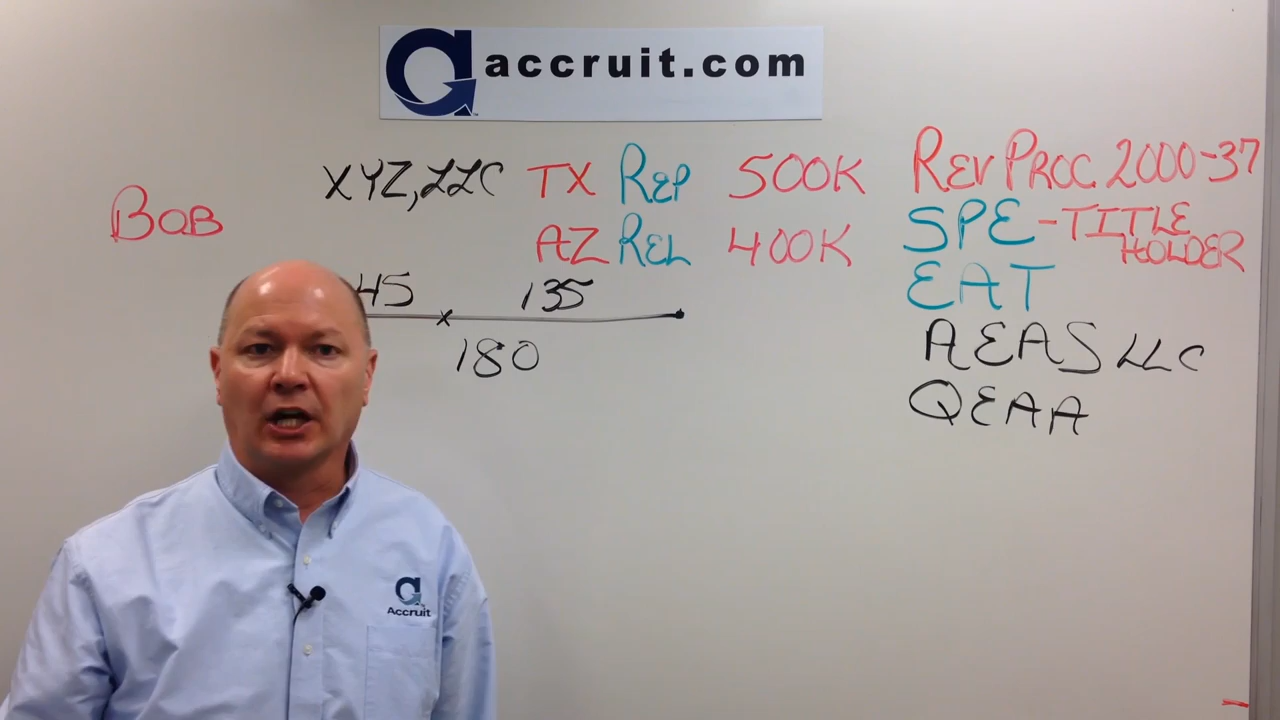 accruit.com
XYZ, LLC TX REP 500K
BOB
AZ REL 400K
45 135
180
REV PROC 2000-37
SPE-TITLE
HOLDER
EAT
AEAS LLC
QEAA
Accruit